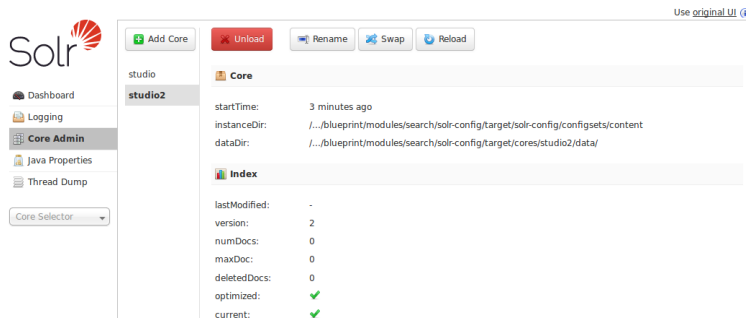 Use original UI
Solr
Add Core
Unload
Rename
Swap
Reload
studio
studio2
Dashboard
Logging
Core Admin
Java Properties
Thread Dump
Core Selector
Core
startTime: 3 minutes ago
instanceDir: /.../blueprint/modules/search/solr-config/target/solr-config/configsets/content
dataDir: /.../blueprint/modules/search/solr-config/target/cores/studio2/data/
Index
lastModified: -
version: 2
numDocs: 0
maxDoc: 0
deletedDocs: 0
optimized:
current: